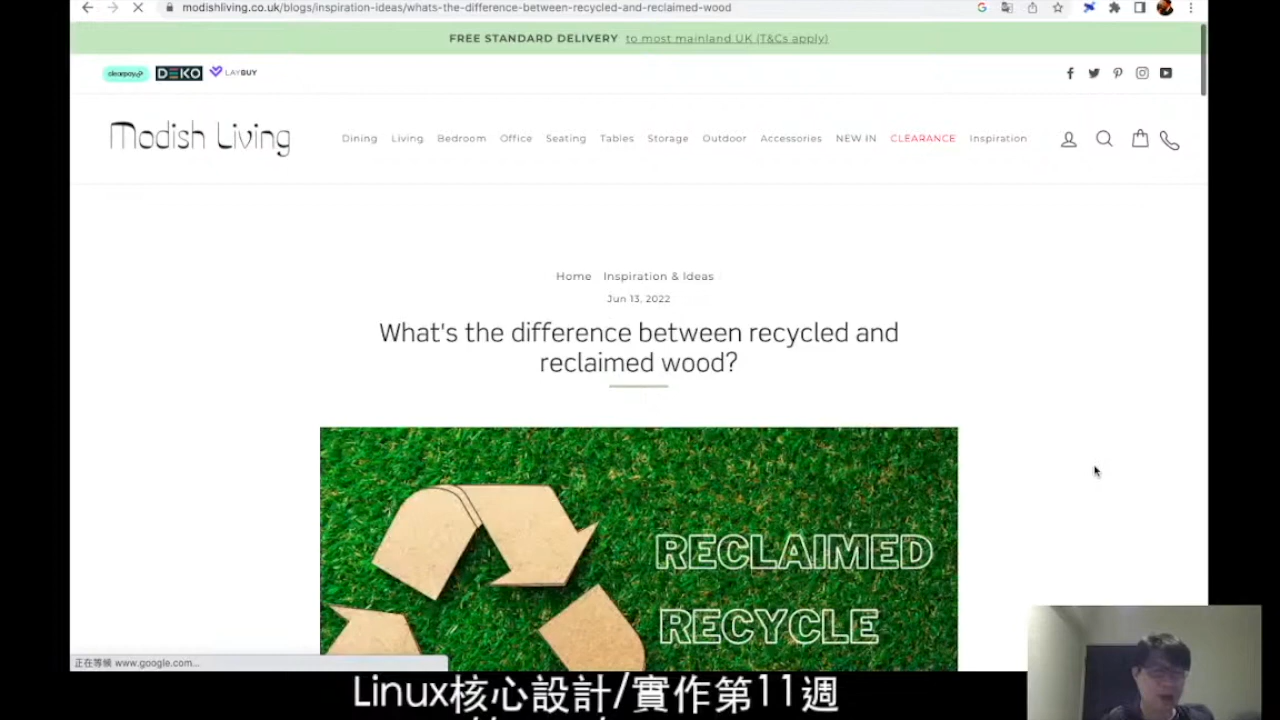 modishliving.co.uk/blogs/inspiration-ideas/whats-the-difference-between-recycled-and-reclaimed-wood
FREE STANDARD DELIVERY to most mainland UK (T&Cs apply)
clearpay DEKO LAYBUY
Modish Living
Dining Living Bedroom Office Seating Tables Storage Outdoor Accessories NEW IN CLEARANCE Inspiration
Home Inspiration & Ideas
Jun 13, 2022
What's the difference between recycled and
reclaimed wood?
RECLAIMED
RECYCLE
正在等候 www.google.com...
Linux核心設計/實作第11週